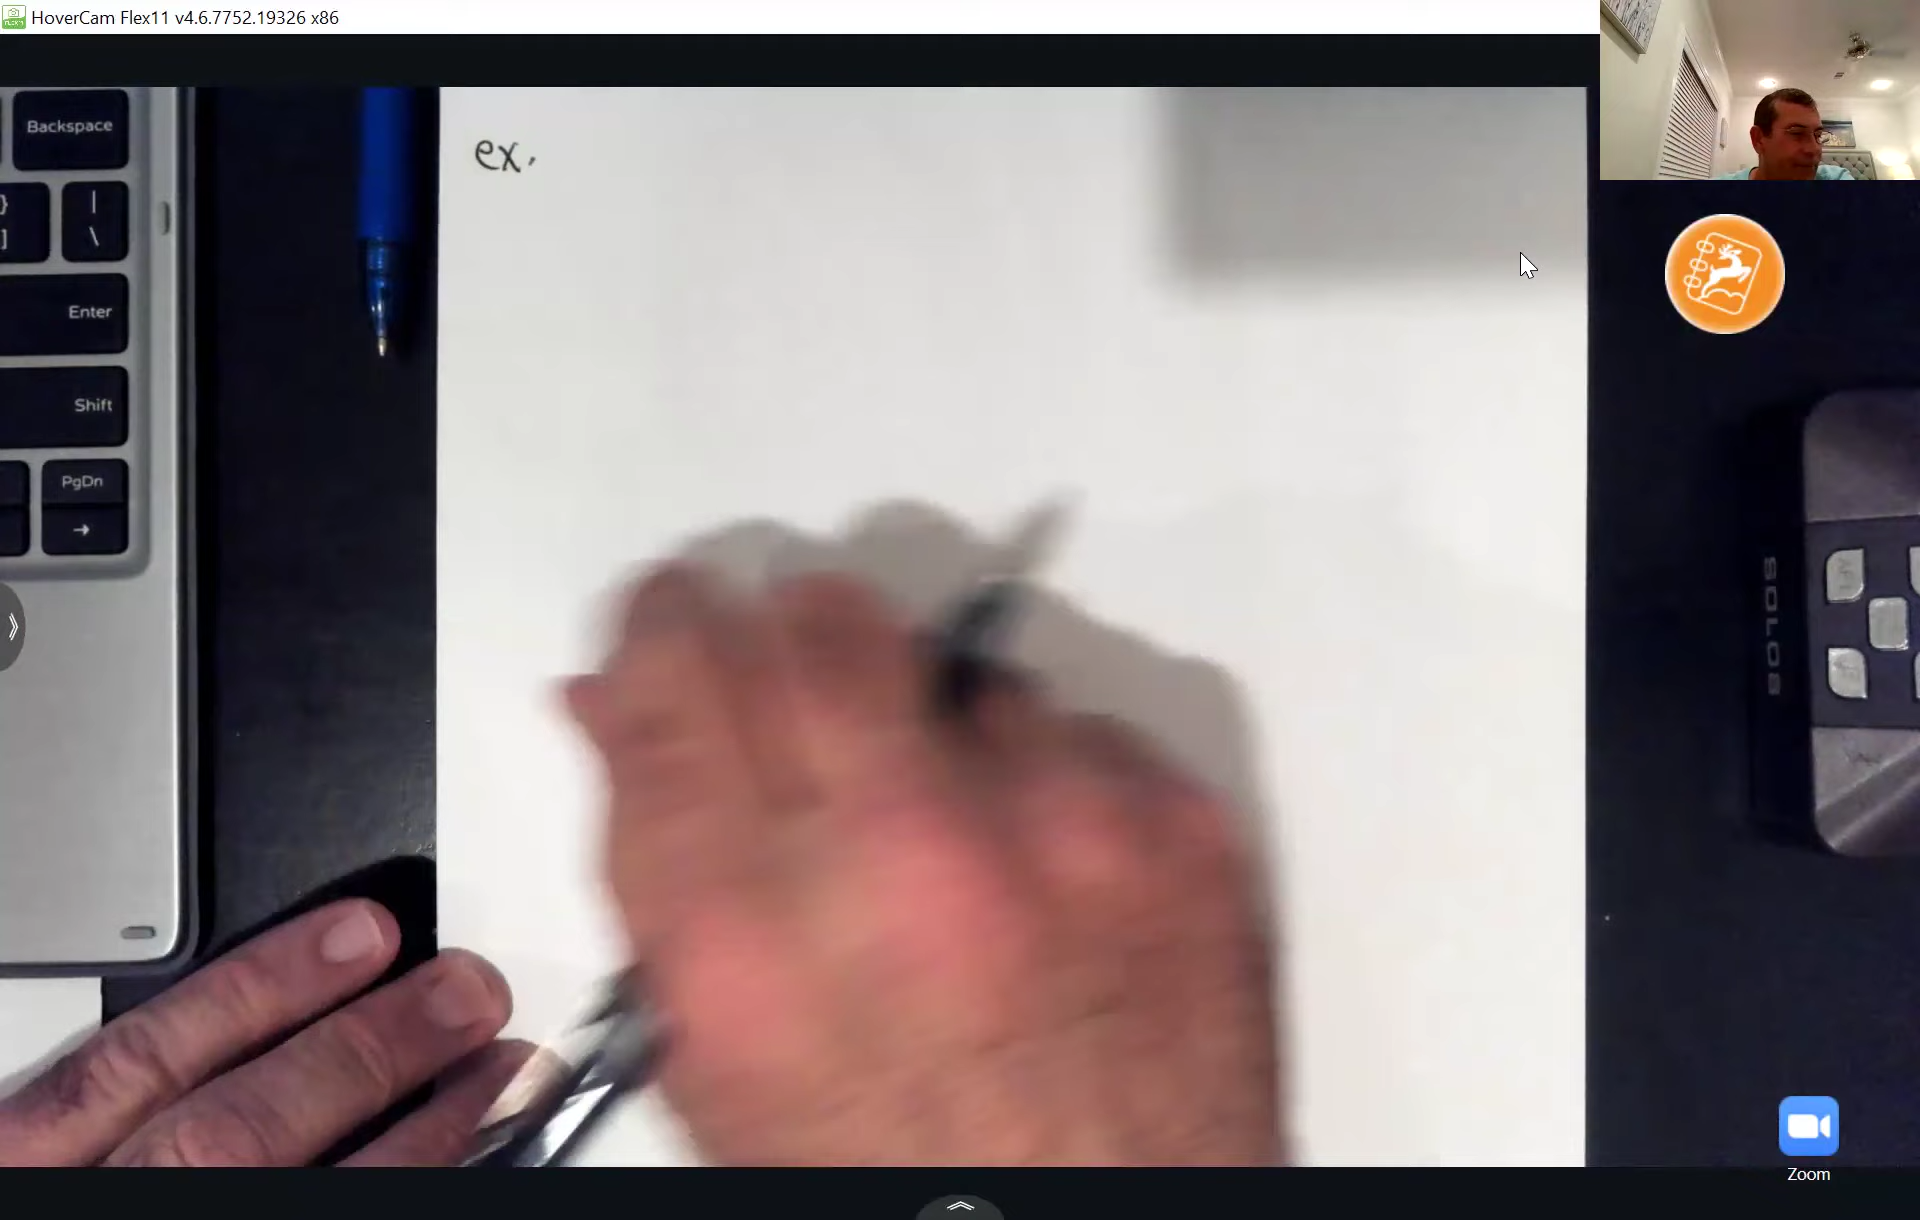 HoverCam Flex11 v4.6.7752.19326 x86
ex.
Backspace
}
]
|
\
Enter
Shift
PgDn
→
SOLOS
Zoom